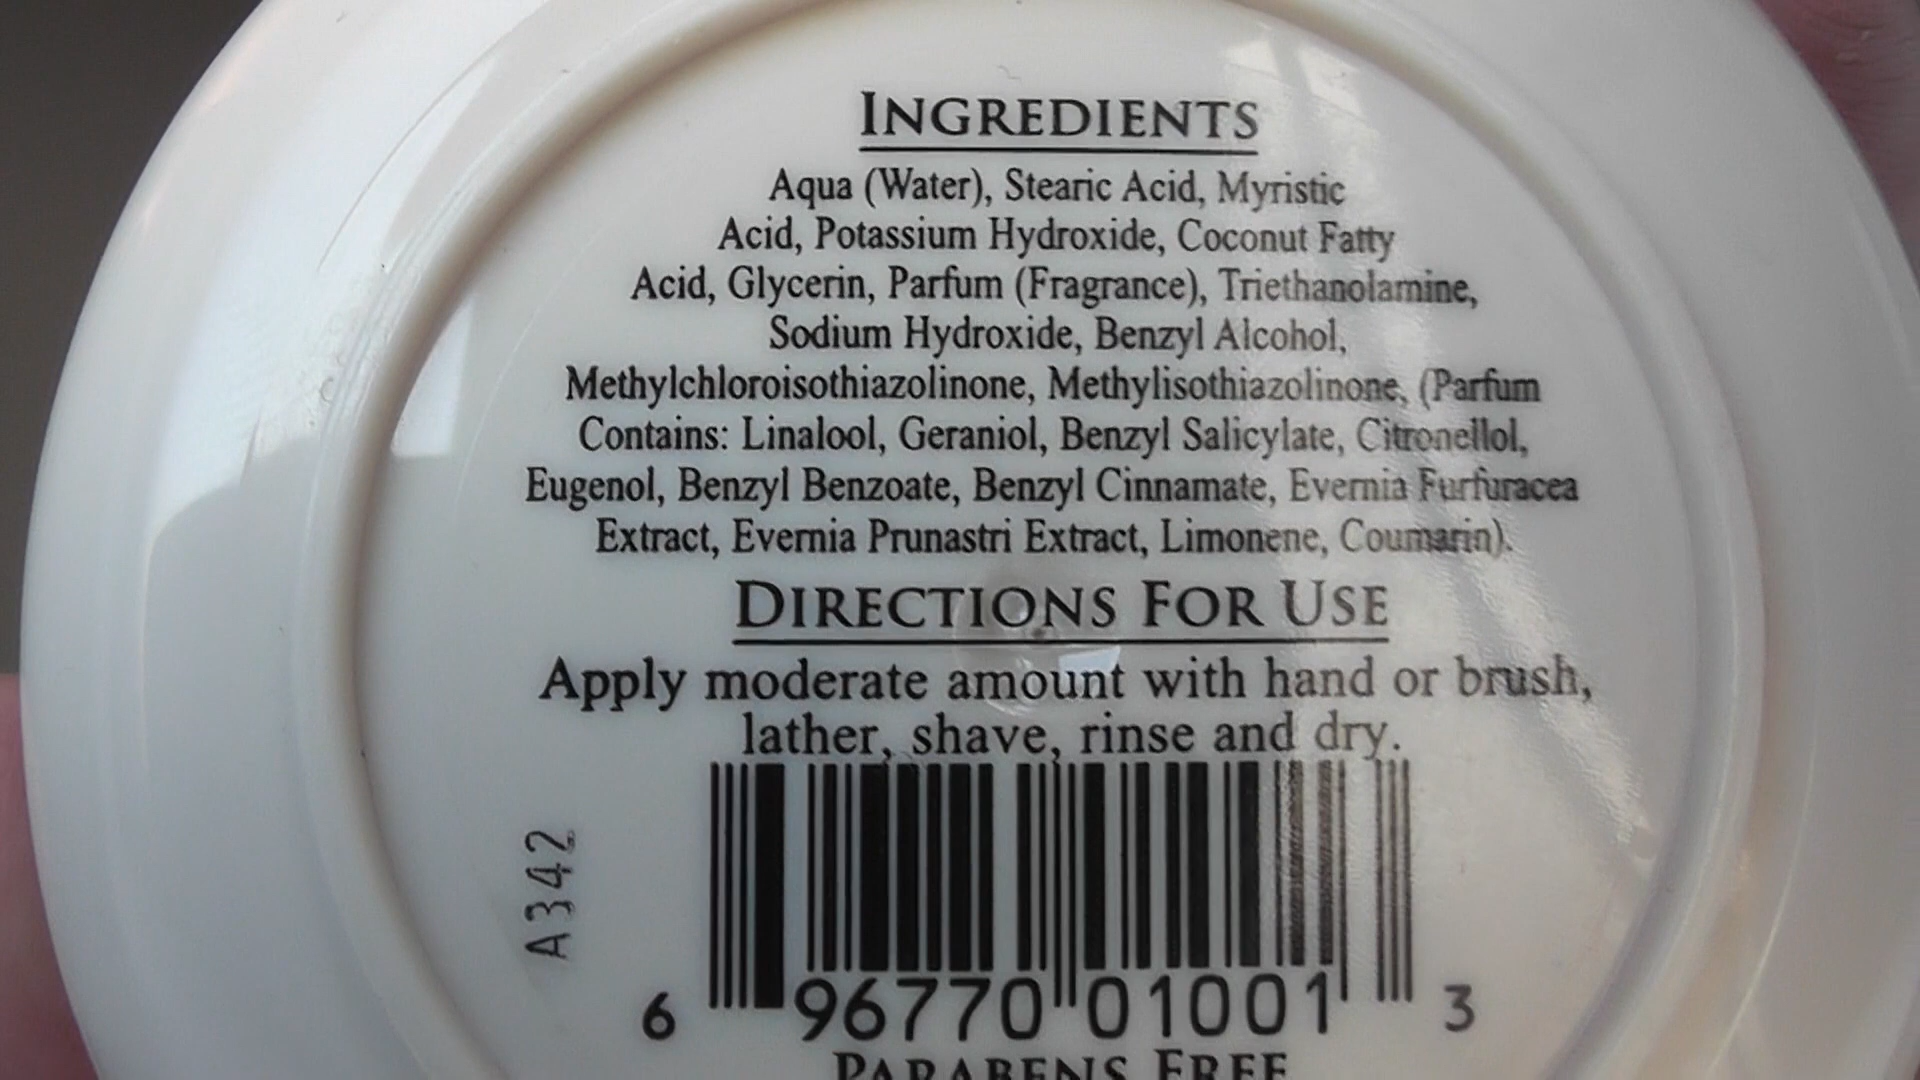 INGREDIENTS
Aqua (Water), Stearic Acid, Myristic
Acid, Potassium Hydroxide, Coconut Fatty
Acid, Glycerin, Parfum (Fragrance), Triethanolamine,
Sodium Hydroxide, Benzyl Alcohol,
Methylchloroisothiazolinone, Methylisothiazolinone, (Parfum
Contains: Linalool, Geraniol, Benzyl Salicylate, Citronellol,
Eugenol, Benzyl Benzoate, Benzyl Cinnamate, Evernia Furfuracea
Extract, Evernia Prunastri Extract, Limonene, Coumarin).
DIRECTIONS FOR USE
Apply moderate amount with hand or brush,
lather, shave, rinse and dry.
A342
6 96770 01001 3
PARABENS FREE